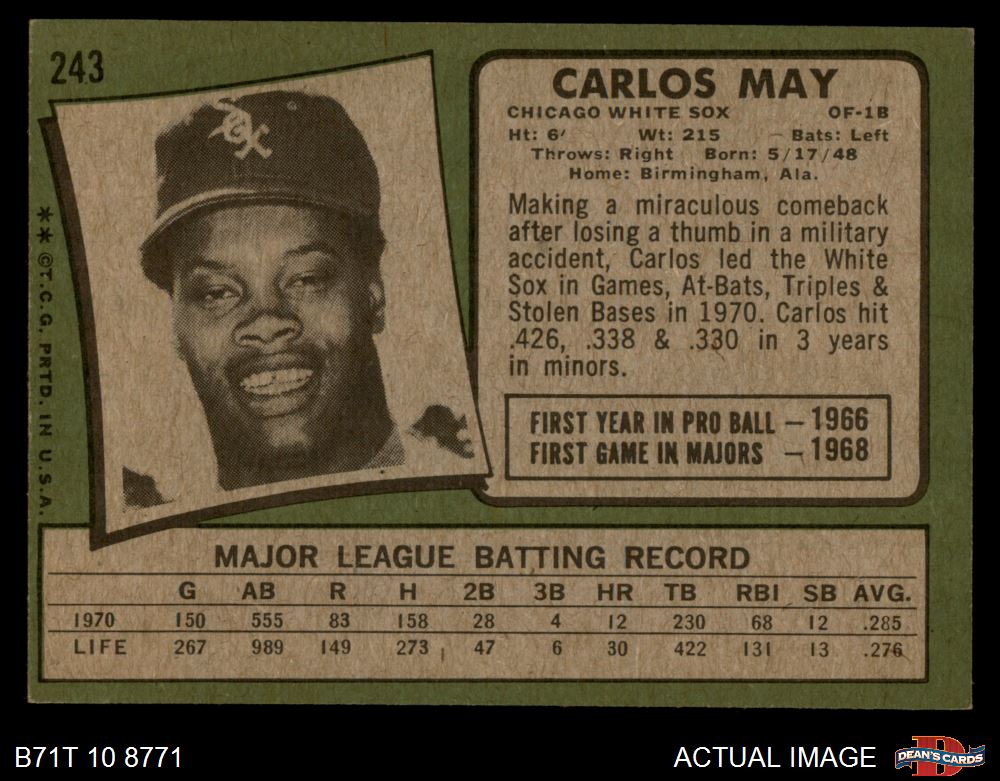 243
CARLOS MAY
CHICAGO WHITE SOX OF-1B
Ht: 6' Wt: 215 Bats: Left
Throws: Right Born: 5/17/48
Home: Birmingham, Ala.
Making a miraculous comeback
after losing a thumb in a military
accident, Carlos led the White
Sox in Games, At-Bats, Triples &
Stolen Bases in 1970. Carlos hit
.426, .338 & .330 in 3 years
in minors.
FIRST YEAR IN PRO BALL — 1966
FIRST GAME IN MAJORS — 1968
**©T.C.G. PRTD. IN U.S.A.
MAJOR LEAGUE BATTING RECORD
G AB R H 2B 3B HR TB RBI SB AVG.
1970 150 555 83 158 28 4 12 230 68 12 .285
LIFE 267 989 149 273 47 6 30 422 131 13 .276
B71T 10 8771
ACTUAL IMAGE
D
DEAN'S CARDS